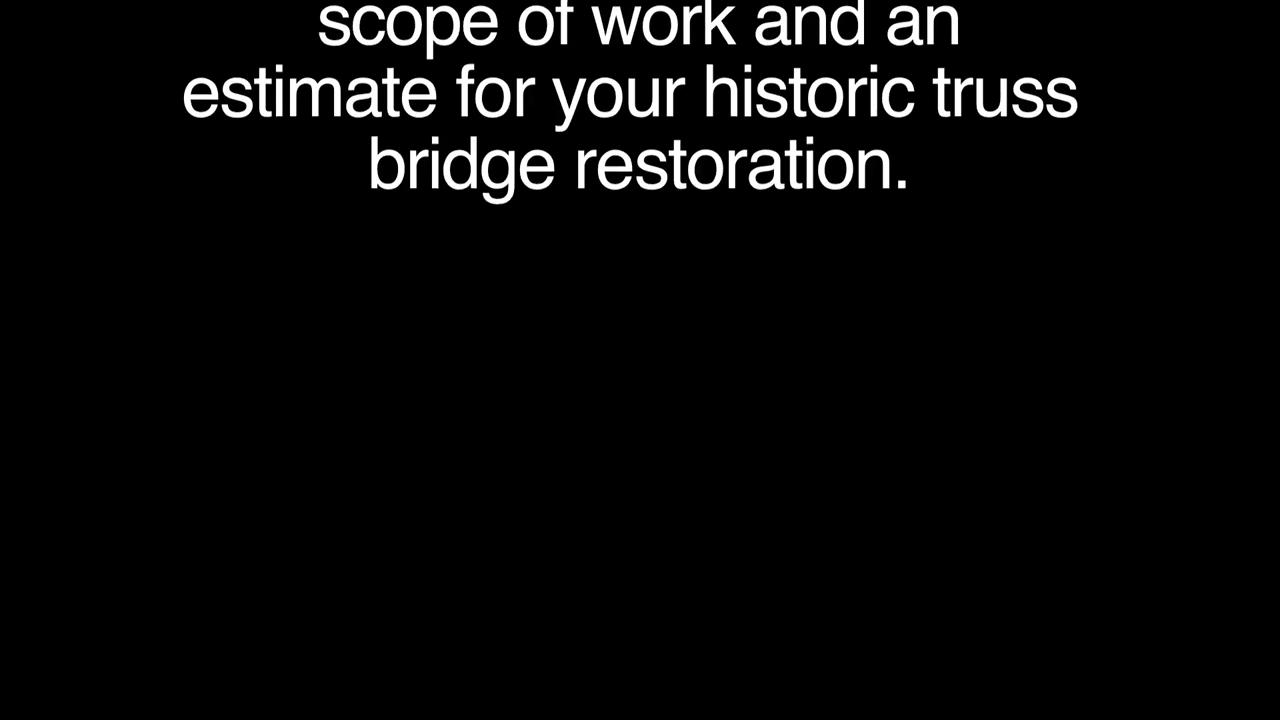 scope of work and an
estimate for your historic truss
bridge restoration.